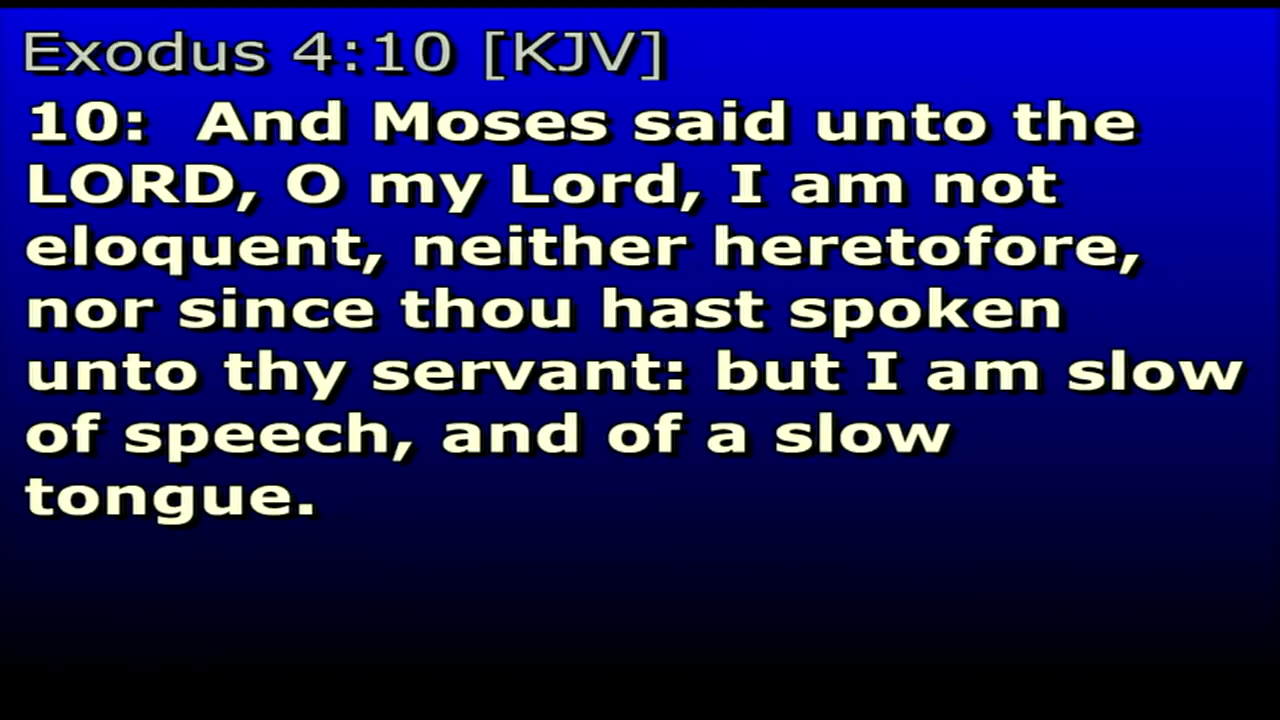 Exodus 4:10 [KJV]
10:  And Moses said unto the
LORD, O my Lord, I am not
eloquent, neither heretofore,
nor since thou hast spoken
unto thy servant: but I am slow
of speech, and of a slow
tongue.